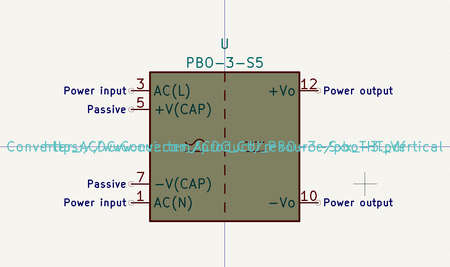 U
PBO-3-S5
Power input 3 AC(L) +Vo 12 Power output
Passive 5 +V(CAP)
Passive 7 -V(CAP)
Power input 1 AC(N) -Vo 10 Power output